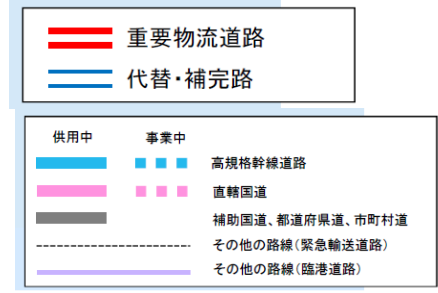 重要物流道路
代替・補完路
供用中 事業中
高規格幹線道路
直轄国道
補助国道、都道府県道、市町村道
その他の路線(緊急輸送道路)
その他の路線(臨港道路)